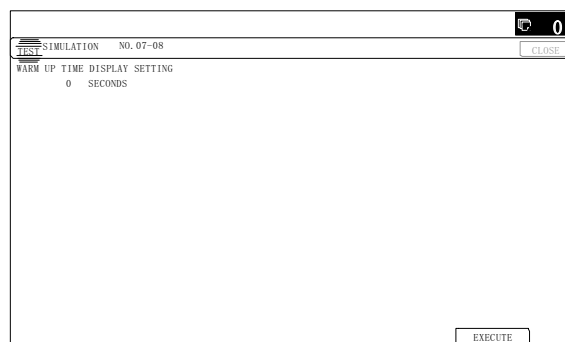 0
TEST SIMULATION NO. 07-08
CLOSE
WARM UP TIME DISPLAY SETTING
0 SECONDS
EXECUTE